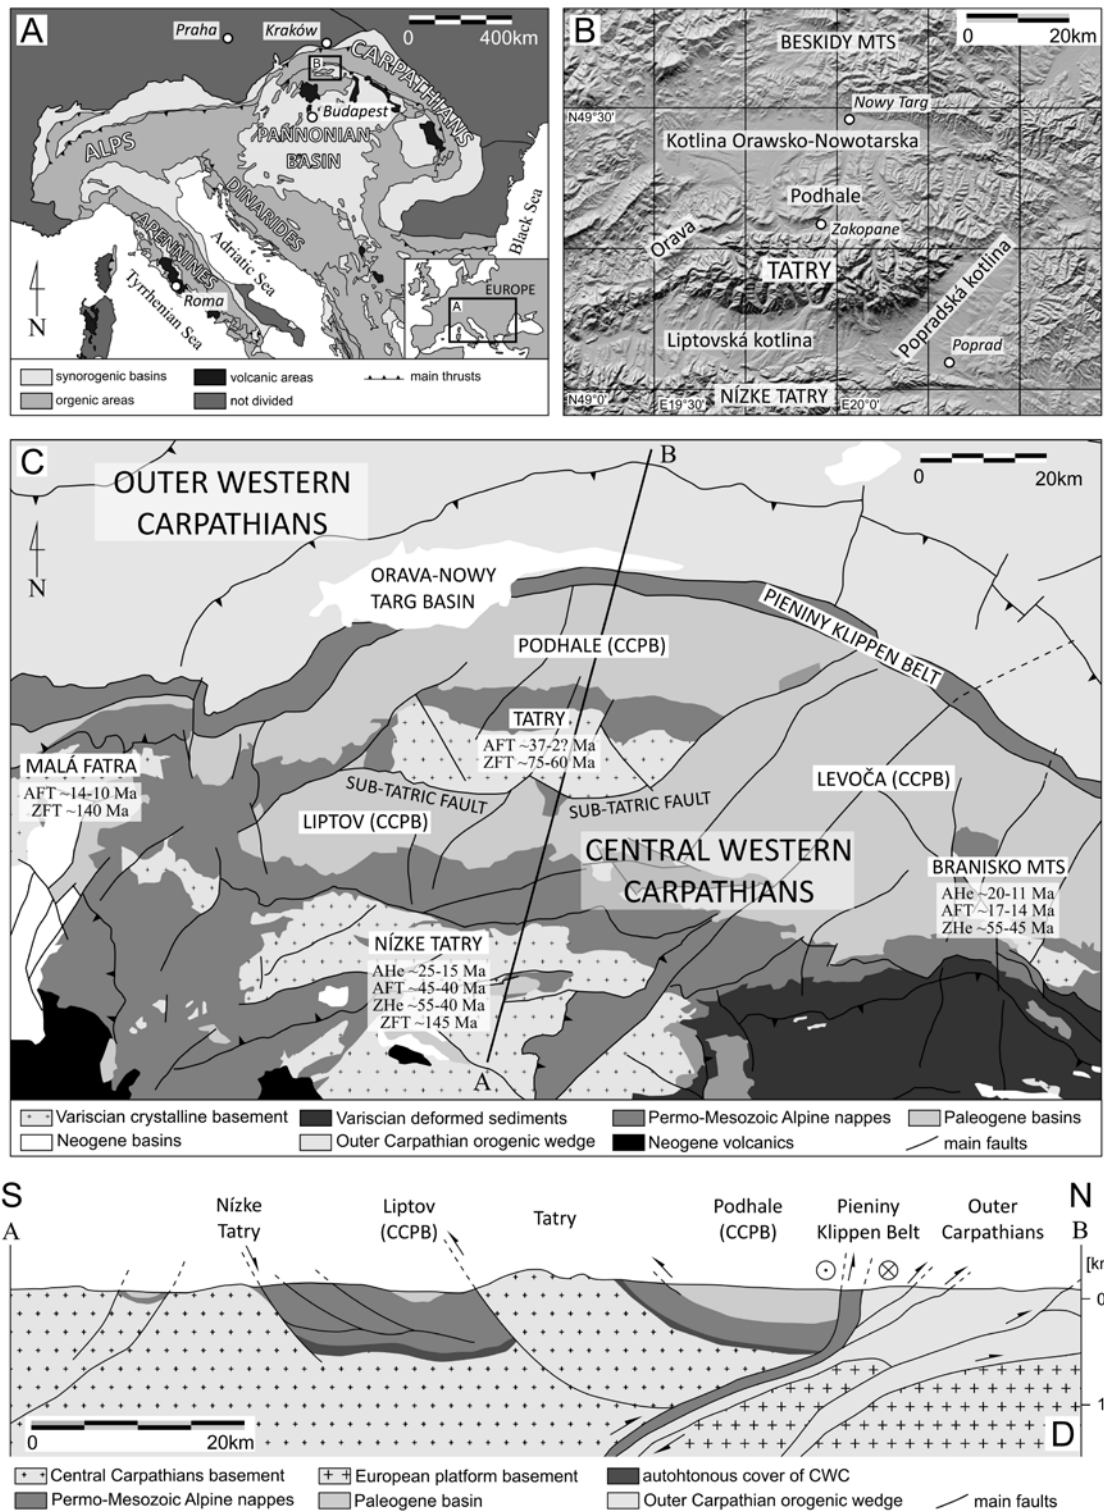 A
Praha
Kraków
0 400km
CARPATHIANS
B
Budapest
PANNONIAN
BASIN
ALPS
DINARIDES
ARENNINES
Adriatic Sea
Black Sea
Tyrrhenian Sea
Roma
N
EUROPE
A
synorogenic basins
volcanic areas
main thrusts
orgenic areas
not divided
B
BESKIDY MTS
0 20km
Nowy Targ
N49°30'
Kotlina Orawsko-Nowotarska
Podhale
Zakopane
Orava
TATRY
Popradská kotlina
Liptovská kotlina
Poprad
NÍZKE TATRY
N49°0'
E19°30'
E20°0'
C
OUTER WESTERN
CARPATHIANS
B
0 20km
N
ORAVA-NOWY
TARG BASIN
PIENINY KLIPPEN BELT
PODHALE (CCPB)
TATRY
AFT ~37-2? Ma
ZFT ~75-60 Ma
MALÁ FATRA
AFT ~14-10 Ma
ZFT ~140 Ma
SUB-TATRIC FAULT
SUB-TATRIC FAULT
LEVOČA (CCPB)
LIPTOV (CCPB)
CENTRAL WESTERN
CARPATHIANS
BRANISKO MTS
AHe ~20-11 Ma
AFT ~17-14 Ma
ZHe ~55-45 Ma
NÍZKE TATRY
AHe ~25-15 Ma
AFT ~45-40 Ma
ZHe ~55-40 Ma
ZFT ~145 Ma
A
Variscian crystalline basement
Variscian deformed sediments
Permo-Mesozoic Alpine nappes
Paleogene basins
Neogene basins
Outer Carpathian orogenic wedge
Neogene volcanics
main faults
S
N
A
Nízke
Tatry
Liptov
(CCPB)
Tatry
Podhale
(CCPB)
Pieniny
Klippen Belt
Outer
Carpathians
B
[k
0
1
0 20km
D
Central Carpathians basement
European platform basement
autohtonous cover of CWC
Permo-Mesozoic Alpine nappes
Paleogene basin
Outer Carpathian orogenic wedge
main faults